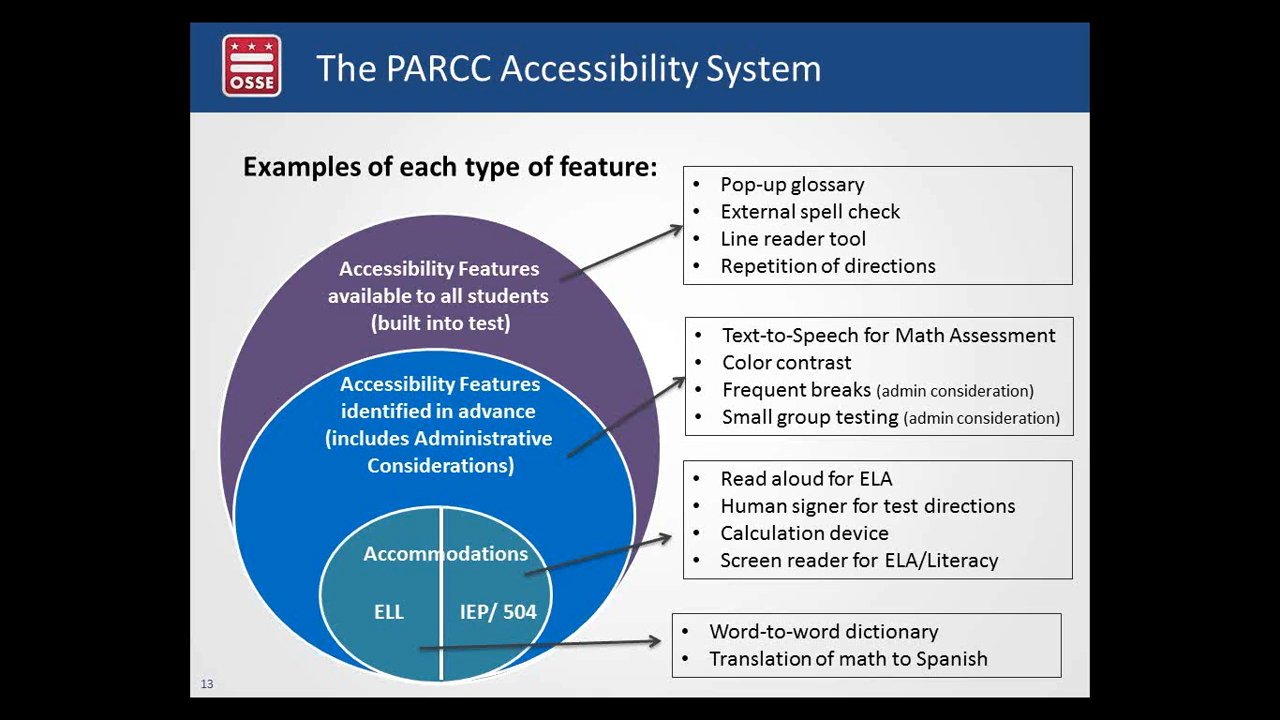 OSSE
The PARCC Accessibility System
Examples of each type of feature:
Accessibility Features
available to all students
(built into test)
Accessibility Features
identified in advance
(includes Administrative
Considerations)
Accommodations
ELL
IEP/ 504
• Pop-up glossary
• External spell check
• Line reader tool
• Repetition of directions
• Text-to-Speech for Math Assessment
• Color contrast
• Frequent breaks (admin consideration)
• Small group testing (admin consideration)
• Read aloud for ELA
• Human signer for test directions
• Calculation device
• Screen reader for ELA/Literacy
• Word-to-word dictionary
• Translation of math to Spanish
13